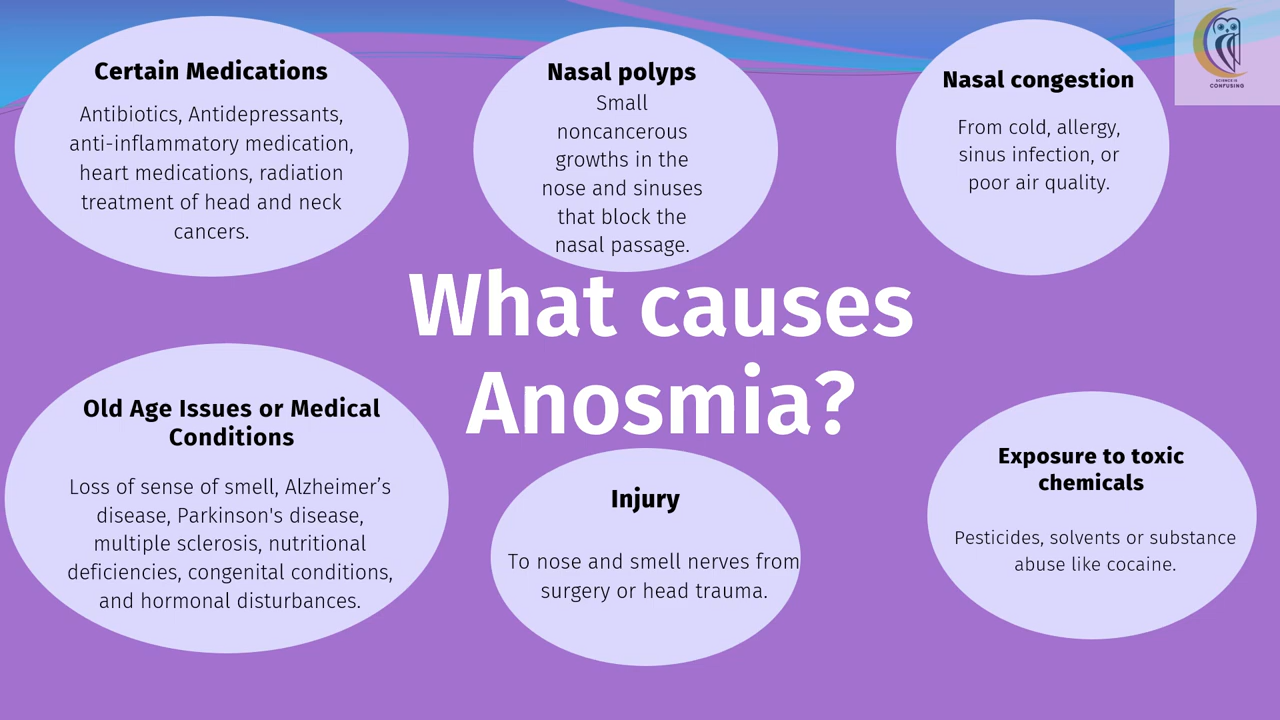 Certain Medications
Antibiotics, Antidepressants,
anti-inflammatory medication,
heart medications, radiation
treatment of head and neck
cancers.
Nasal polyps
Small
noncancerous
growths in the
nose and sinuses
that block the
nasal passage.
Nasal congestion
From cold, allergy,
sinus infection, or
poor air quality.
SCIENCE IS
CONFUSING
What causes
Anosmia?
Old Age Issues or Medical
Conditions
Loss of sense of smell, Alzheimer’s
disease, Parkinson's disease,
multiple sclerosis, nutritional
deficiencies, congenital conditions,
and hormonal disturbances.
Injury
To nose and smell nerves from
surgery or head trauma.
Exposure to toxic
chemicals
Pesticides, solvents or substance
abuse like cocaine.